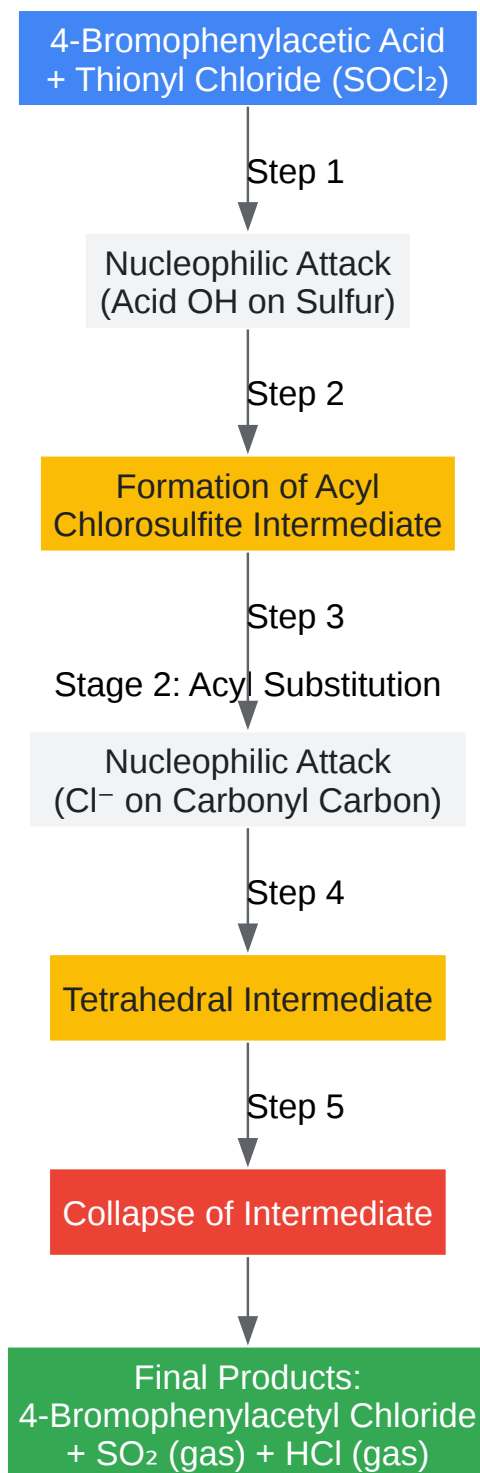 4-Bromophenylacetic Acid
+ Thionyl Chloride (SOCl₂)
Step 1
Nucleophilic Attack
(Acid OH on Sulfur)
Step 2
Formation of Acyl
Chlorosulfite Intermediate
Step 3
Stage 2: Acyl Substitution
Nucleophilic Attack
(Cl⁻ on Carbonyl Carbon)
Step 4
Tetrahedral Intermediate
Step 5
Collapse of Intermediate
Final Products:
4-Bromophenylacetyl Chloride
+ SO₂ (gas) + HCl (gas)